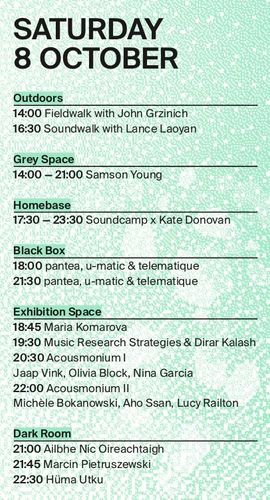 SATURDAY
8 OCTOBER
Outdoors
14:00 Fieldwalk with John Grzinich
16:30 Soundwalk with Lance Laoyan
Grey Space
14:00 – 21:00 Samson Young
Homebase
17:30 – 23:30 Soundcamp x Kate Donovan
Black Box
18:00 pantea, u-matic & telematique
21:30 pantea, u-matic & telematique
Exhibition Space
18:45 Maria Komarova
19:30 Music Research Strategies & Dirar Kalash
20:30 Acousmonium I
Jaap Vink, Olivia Block, Nina Garcia
22:00 Acousmonium II
Michèle Bokanowski, Aho Ssan, Lucy Railton
Dark Room
21:00 Ailbhe Nic Oireachtaigh
21:45 Marcin Pietruszewski
22:30 Hüma Utku